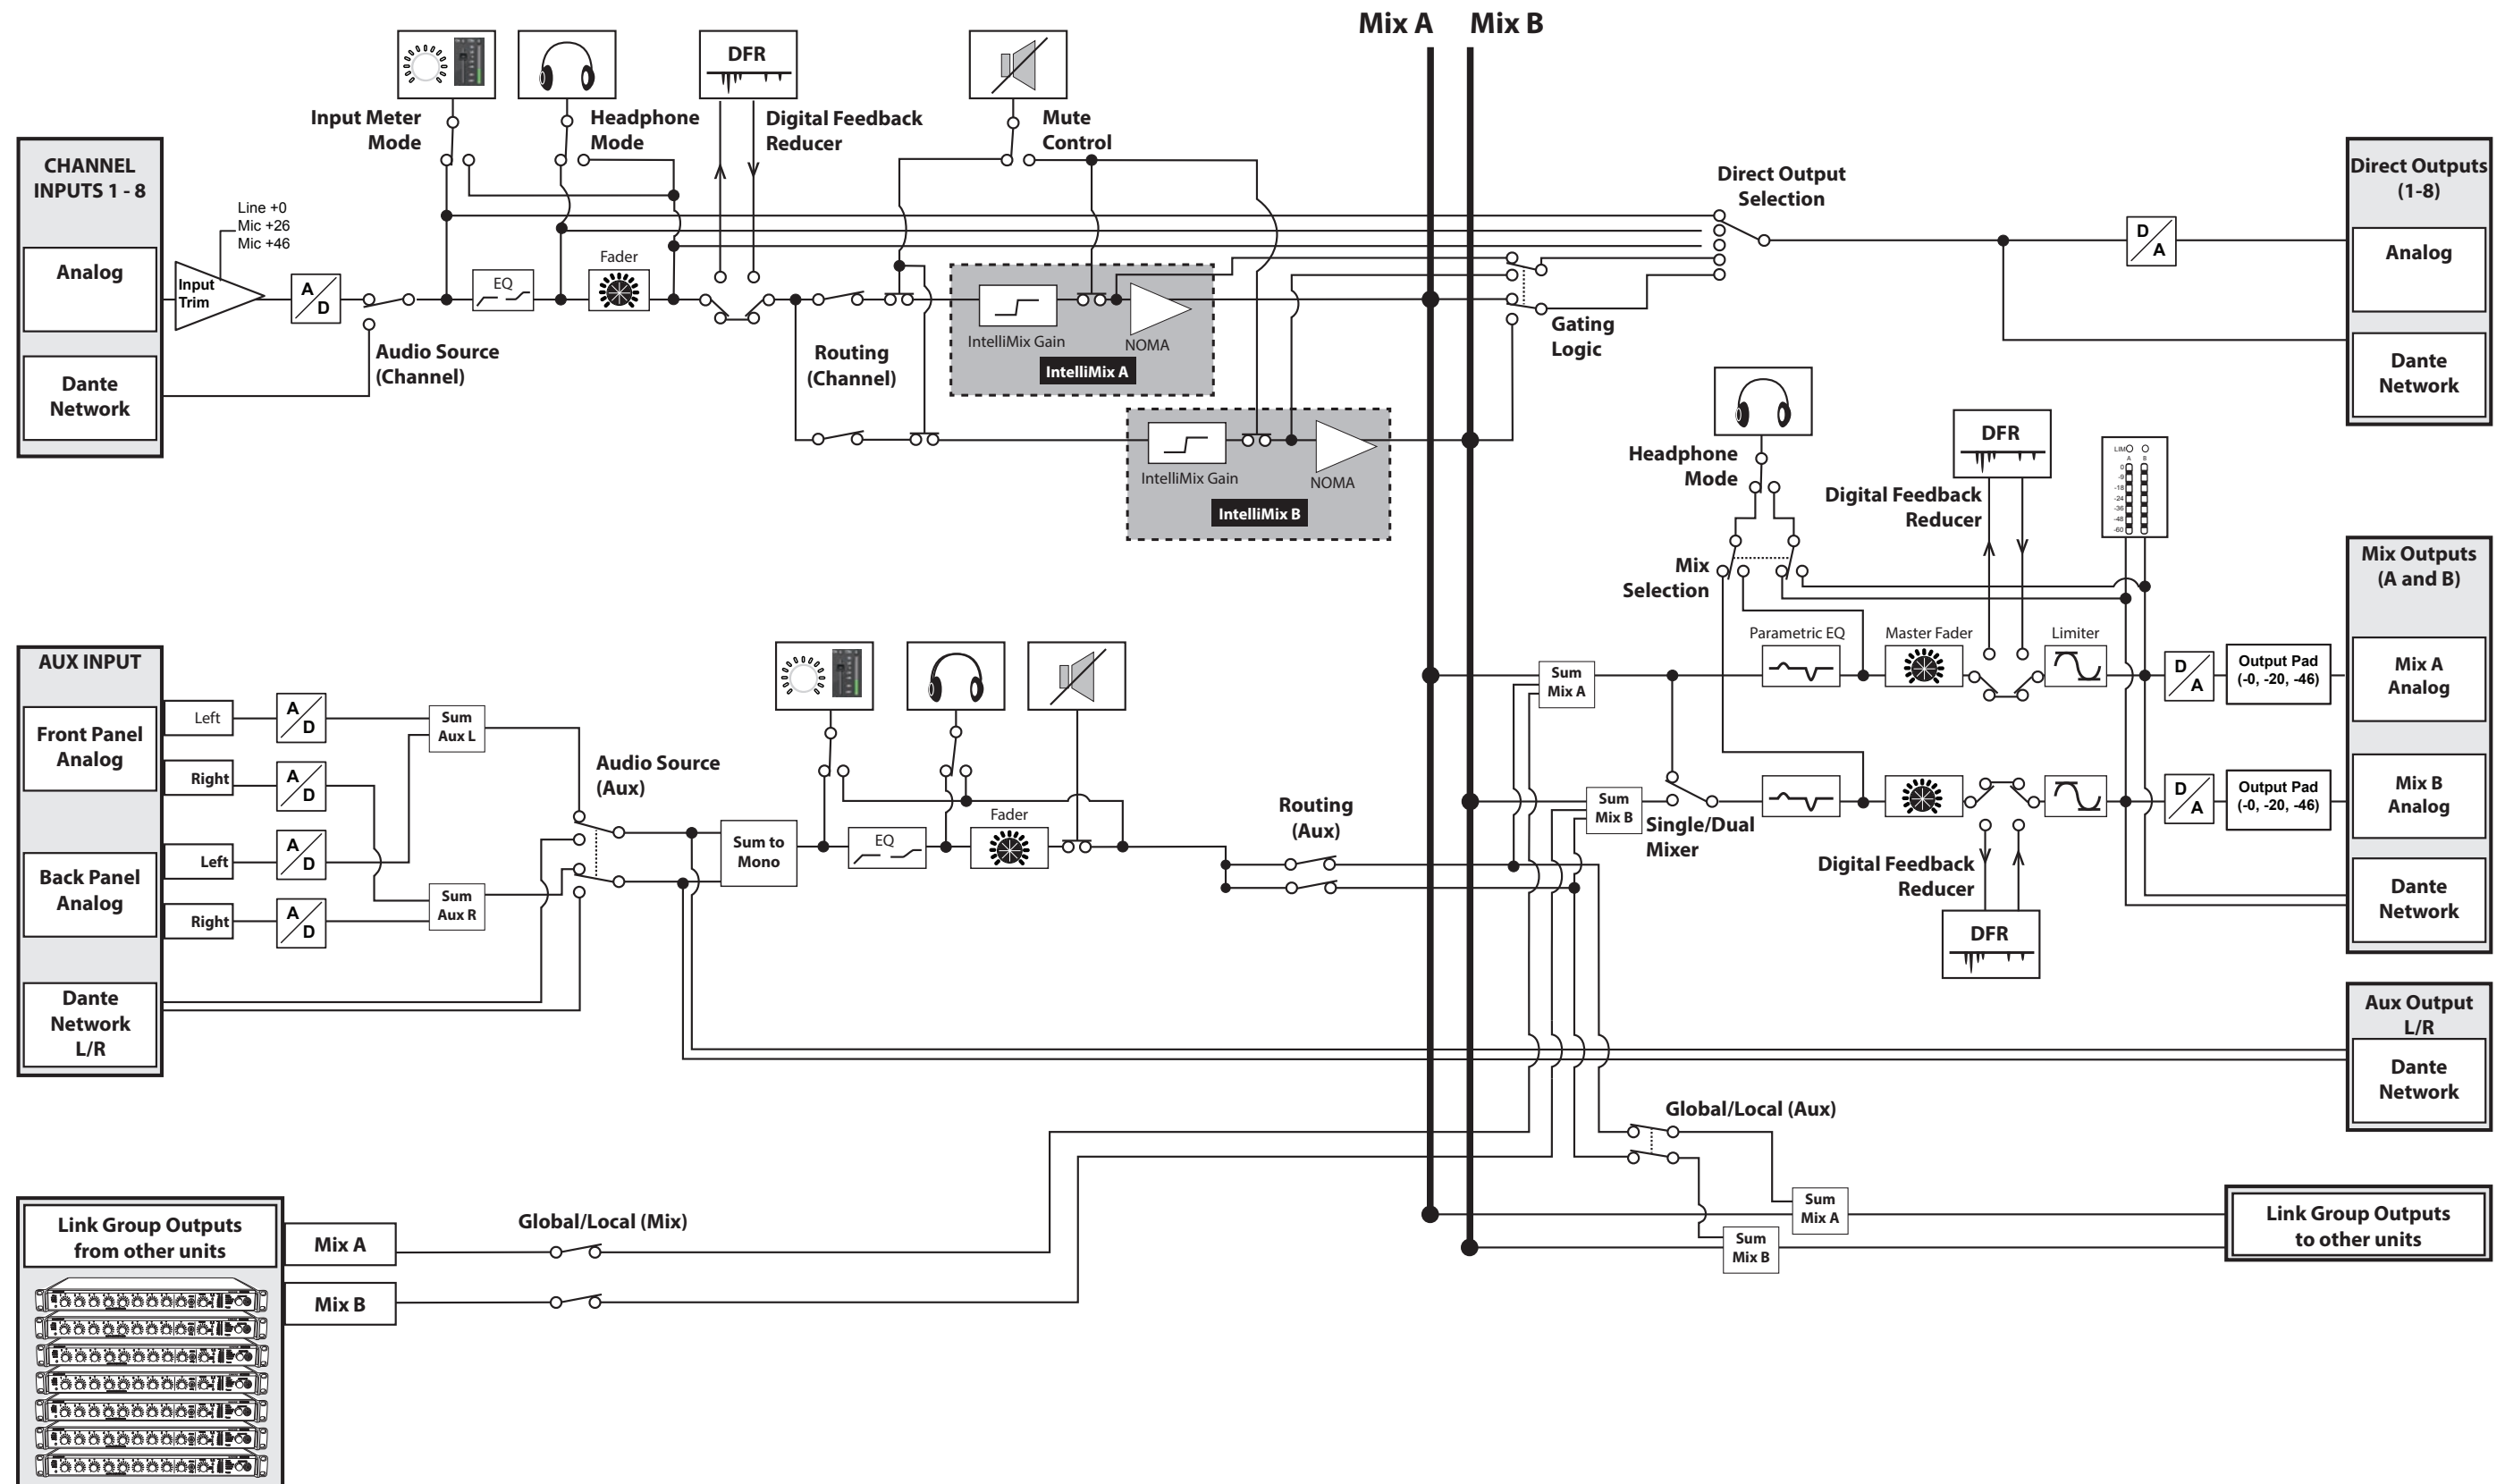 Mix A
Mix B
Input Meter
Mode
Headphone
Mode
DFR
Digital Feedback
Reducer
Mute
Control
CHANNEL
INPUTS 1 - 8
Analog
Dante
Network
Line +0
Mic +26
Mic +46
Input
Trim
A
D
Audio Source
(Channel)
EQ
Fader
Routing
(Channel)
IntelliMix Gain
NOMA
IntelliMix A
IntelliMix Gain
NOMA
IntelliMix B
Gating
Logic
Direct Output
Selection
D
A
Direct Outputs
(1-8)
Analog
Dante
Network
Headphone
Mode
Mix
Selection
Digital Feedback
Reducer
DFR
LIM
A
B
0
-9
-18
-24
-36
-48
-60
Sum
Mix A
Parametric EQ
Master Fader
Limiter
D
A
Output Pad
(-0, -20, -46)
Mix Outputs
(A and B)
Mix A
Analog
Mix B
Analog
Dante
Network
Sum
Mix B
Single/Dual
Mixer
D
A
Output Pad
(-0, -20, -46)
Digital Feedback
Reducer
DFR
AUX INPUT
Front Panel
Analog
Left
A
D
Right
A
D
Back Panel
Analog
Left
A
D
Right
A
D
Dante
Network
L/R
Sum
Aux L
Sum
Aux R
Audio Source
(Aux)
Sum to
Mono
EQ
Fader
Routing
(Aux)
Aux Output
L/R
Dante
Network
Global/Local (Aux)
Sum
Mix A
Sum
Mix B
Link Group Outputs
to other units
Link Group Outputs
from other units
Mix A
Mix B
Global/Local (Mix)